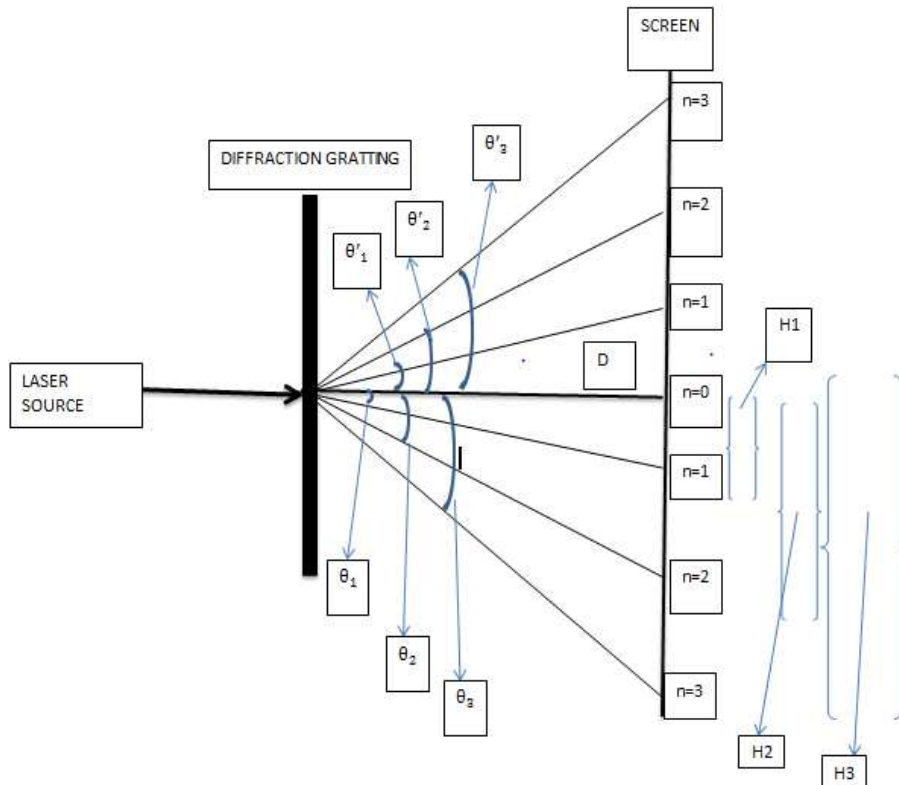 SCREEN
n=3
DIFFRACTION GRATTING
θ′3
n=2
θ′2
θ′1
n=1
H1
D
LASER
SOURCE
n=0
n=1
θ1
n=2
θ2
θ3
n=3
H2
H3